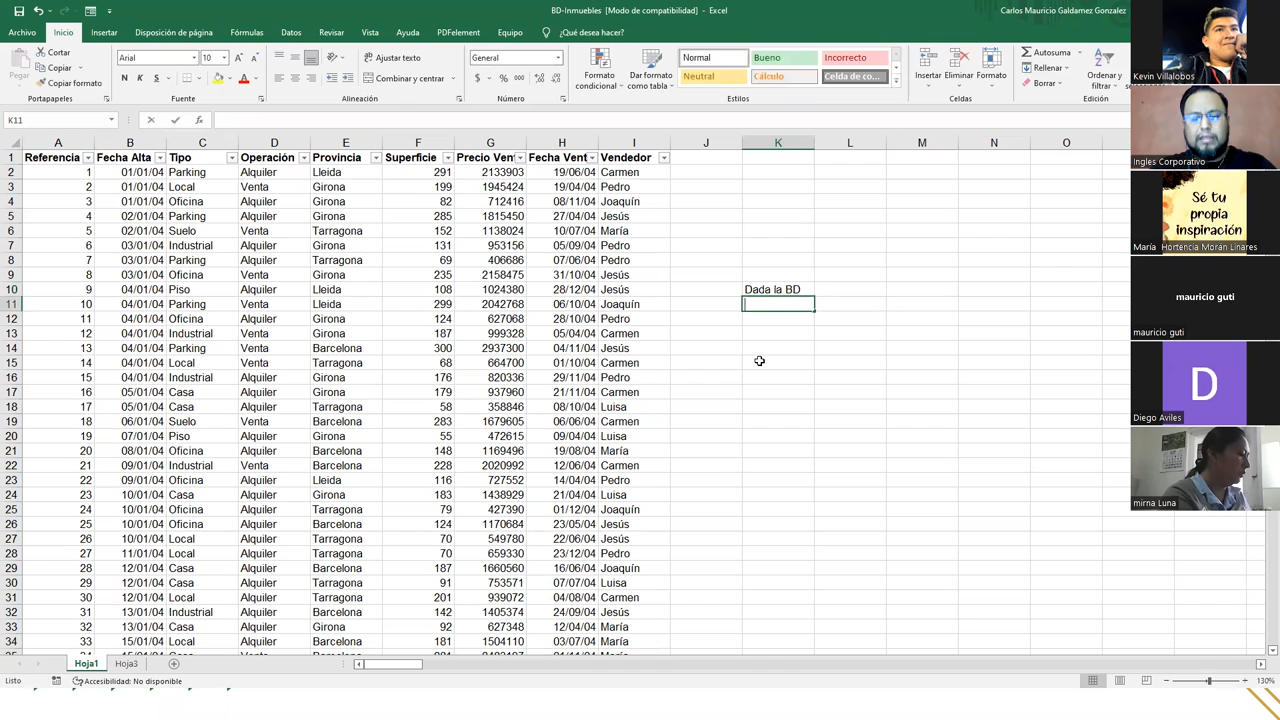 BD-Inmuebles [Modo de compatibilidad] - Excel
Carlos Mauricio Galdamez Gonzalez
Archivo Inicio Insertar Disposición de página Fórmulas Datos Revisar Vista Ayuda PDFelement Equipo ¿Qué desea hacer?
Pegar Cortar Copiar Copiar formato Portapapeles
Arial 10 N K S Fuente
Ajustar texto Combinar y centrar Alineación
General $ % 000 Número
Formato condicional Dar formato como tabla
Normal Bueno Incorrecto
Neutral Cálculo Celda de co...
Estilos
Insertar Eliminar Formato Celdas
Autosuma Rellenar Borrar Ordenar y filtrar Edición
K11
A B C D E F G H I J K L M N O
1 Referencia Fecha Alta Tipo Operación Provincia Superficie Precio Vent Fecha Vent Vendedor
2 1 01/01/04 Parking Alquiler Lleida 291 2133903 19/06/04 Carmen
3 2 01/01/04 Local Venta Girona 199 1945424 19/04/04 Pedro
4 3 01/01/04 Oficina Alquiler Girona 82 712416 08/11/04 Joaquín
5 4 02/01/04 Parking Alquiler Girona 285 1815450 27/04/04 Jesús
6 5 02/01/04 Suelo Venta Tarragona 152 1138024 10/07/04 María
7 6 03/01/04 Industrial Alquiler Girona 131 953156 05/09/04 Pedro
8 7 03/01/04 Parking Alquiler Tarragona 69 406686 07/06/04 Pedro
9 8 03/01/04 Oficina Venta Girona 235 2158475 31/10/04 Jesús
10 9 04/01/04 Piso Alquiler Lleida 108 1024380 28/12/04 Jesús Dada la BD
11 10 04/01/04 Parking Venta Lleida 299 2042768 06/10/04 Joaquín
12 11 04/01/04 Oficina Alquiler Girona 124 627068 28/10/04 Pedro
13 12 04/01/04 Industrial Venta Girona 187 999328 05/04/04 Carmen
14 13 04/01/04 Parking Venta Barcelona 300 2937300 04/11/04 Jesús
15 14 04/01/04 Local Venta Tarragona 68 664700 01/10/04 Carmen
16 15 04/01/04 Industrial Alquiler Girona 176 820336 29/11/04 Pedro
17 16 05/01/04 Casa Alquiler Girona 179 937960 21/11/04 Carmen
18 17 05/01/04 Casa Alquiler Tarragona 58 358846 08/10/04 Luisa
19 18 06/01/04 Suelo Venta Barcelona 283 1679605 06/06/04 Carmen
20 19 07/01/04 Piso Alquiler Girona 55 472615 09/04/04 Luisa
21 20 08/01/04 Oficina Alquiler Barcelona 148 1169496 19/08/04 María
22 21 09/01/04 Industrial Venta Barcelona 228 2020992 12/06/04 Carmen
23 22 09/01/04 Piso Alquiler Lleida 116 727552 14/04/04 Pedro
24 23 10/01/04 Casa Alquiler Girona 183 1438929 21/04/04 Luisa
25 24 10/01/04 Oficina Alquiler Tarragona 75 427390 01/12/04 Joaquín
26 25 10/01/04 Oficina Alquiler Barcelona 124 1170684 23/05/04 Jesús
27 26 10/01/04 Local Venta Tarragona 70 549780 22/06/04 Jesús
28 27 11/01/04 Local Alquiler Tarragona 70 659330 23/12/04 Pedro
29 28 12/01/04 Casa Alquiler Barcelona 187 1660560 16/06/04 Joaquín
30 29 12/01/04 Casa Alquiler Tarragona 91 753571 07/07/04 Luisa
31 30 12/01/04 Local Alquiler Tarragona 201 939072 04/08/04 Carmen
32 31 13/01/04 Industrial Alquiler Barcelona 142 1405374 24/09/04 Jesús
33 32 13/01/04 Casa Alquiler Girona 92 627348 12/04/04 María
34 33 15/01/04 Local Alquiler Barcelona 181 1504110 03/07/04 María
Hoja1 Hoja3
Listo Accesibilidad: No disponible 130%
Kevin Villalobos
Ingles Corporativo
Sé tu
propia
inspiración
María Hortencia Morán Linares
mauricio guti
mauricio guti
D
Diego Aviles
mirna Luna